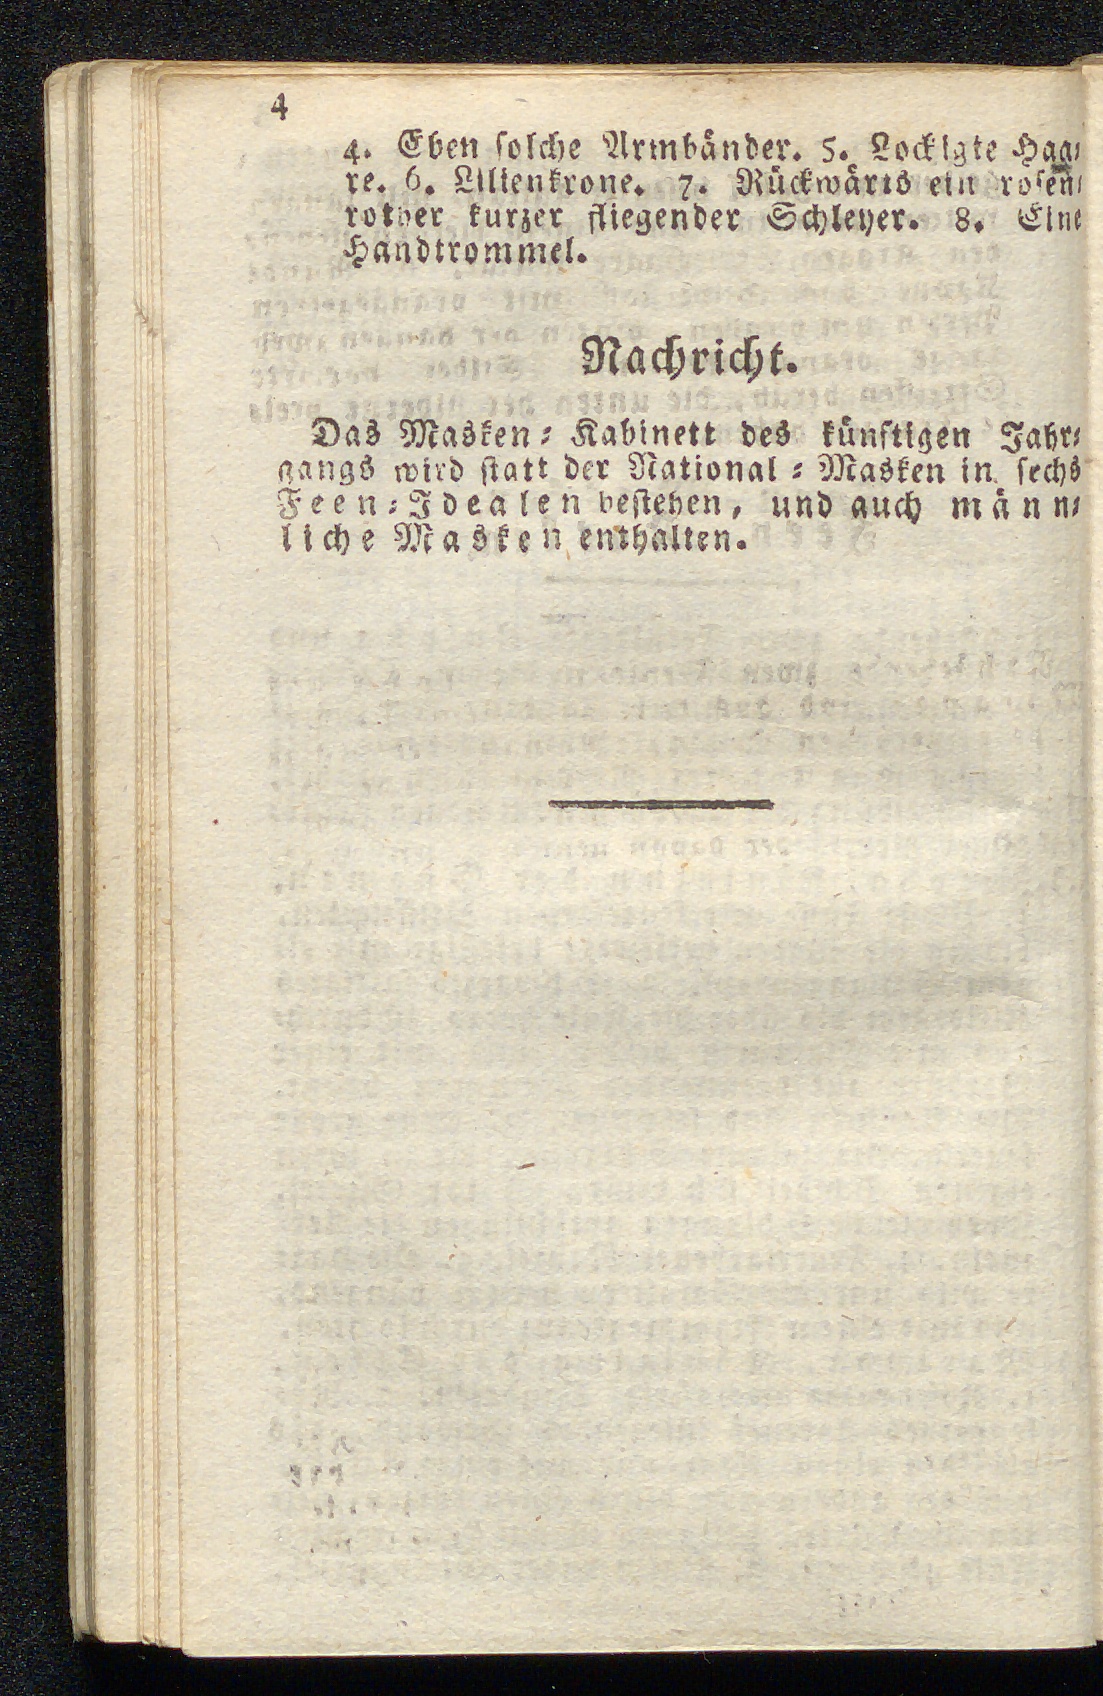 4
4. Eben ſolche Armbänder. 5. Lockigte Haa⸗
re. 6. Lilienkrone. 7. Rückwärts ein roſen⸗
rother kurzer fliegender Schleyer. 8. Eine
Handtrommel.
Nachricht.
Das Masken⸗Kabinett des künftigen Jahr⸗
gangs wird ſtatt der National⸗Masken in ſechs
Feen⸗Idealen beſtehen, und auch männ⸗
liche Masken enthalten.